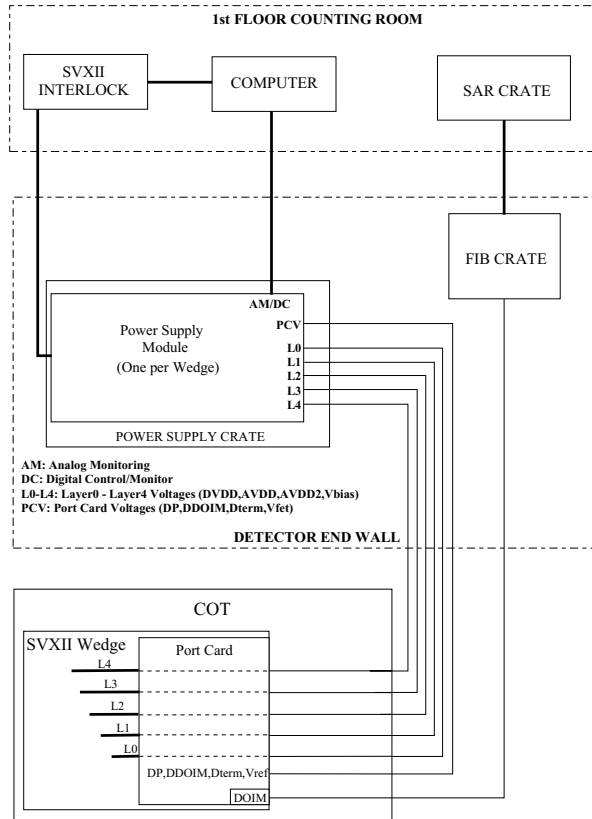 1st FLOOR COUNTING ROOM
SVXII
INTERLOCK
COMPUTER
SAR CRATE
FIB CRATE
AM/DC
PCV
Power Supply
Module
(One per Wedge)
L0
L1
L2
L3
L4
POWER SUPPLY CRATE
AM: Analog Monitoring
DC: Digital Control/Monitor
L0-L4: Layer0 - Layer4 Voltages (DVDD,AVDD,AVDD2,Vbias)
PCV: Port Card Voltages (DP,DDOIM,Dterm,Vfet)
DETECTOR END WALL
COT
SVXII Wedge
Port Card
L4
L3
L2
L1
L0
DP,DDOIM,Dterm,Vref
DOIM